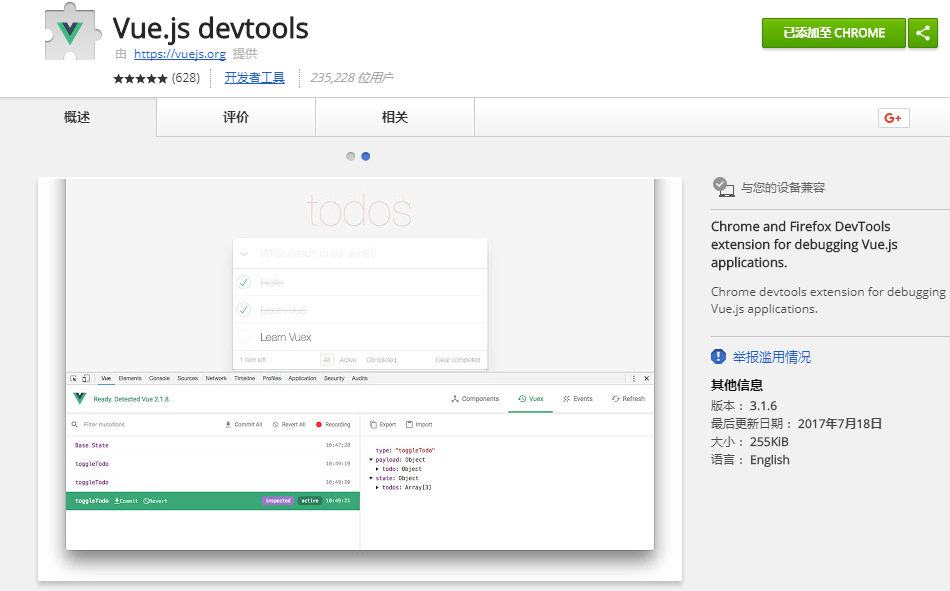 Vue.js devtools
由 https://vuejs.org 提供
★★★★★ (628) 开发者工具 235,228 位用户
已添加至 CHROME
概述 评价 相关
G+
todos
What needs to be done?
Hello
Learn Vue
Learn Vuex
1 item left All Active Completed Clear completed
Vue Elements Console Sources Network Timeline Profiles Application Security Audits
Ready. Detected Vue 2.1.8.
Components Vuex Events Refresh
Filter mutations Commit All Revert All Recording
Export Import
Base State 10:47:20
toggleTodo 10:49:19
toggleTodo 10:49:20
toggleTodo Commit Revert inspected active 10:49:21
type: "toggleTodo"
payload: Object
todo: Object
state: Object
todos: Array[3]
与您的设备兼容
Chrome and Firefox DevTools
extension for debugging Vue.js
applications.
Chrome devtools extension for debugging
Vue.js applications.
举报滥用情况
其他信息
版本： 3.1.6
最后更新日期： 2017年7月18日
大小： 255KiB
语言： English